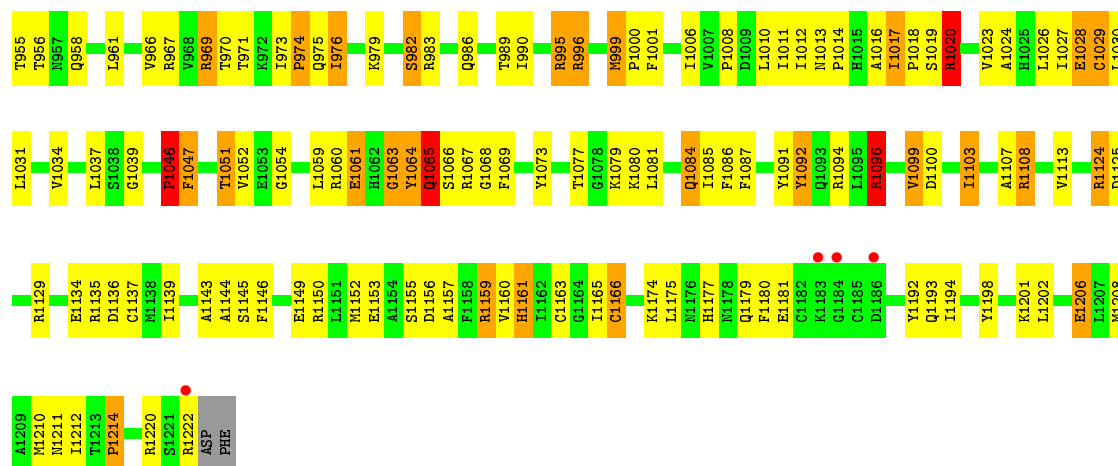 T955 T956 N957 Q958 L961 V966 R967 V968 R969 T970 T971 K972 I973 P974 Q975 I976 K979 S982 R983 Q986 T989 I990 R995 R996 M999 P1000 F1001 I1006 V1007 P1008 D1009 L1010 I1011 I1012 N1013 P1014 H1015 A1016 I1017 P1018 S1019 R1020 V1023 A1024 H1025 L1026 I1027 E1028 C1029 L1030
L1031 V1034 L1037 S1038 G1039 P1046 F1047 T1051 V1052 E1053 G1054 L1059 R1060 E1061 H1062 G1063 Y1064 Q1065 S1066 R1067 G1068 F1069 Y1073 T1077 G1078 K1079 K1080 L1081 Q1084 I1085 F1086 F1087 Y1091 Y1092 Q1093 R1094 L1095 R1096 V1099 D1100 I1103 A1107 R1108 V1113 R1124 D1125
R1129 E1134 R1135 D1136 C1137 M1138 I1139 A1143 A1144 S1145 F1146 E1149 R1150 L1151 M1152 E1153 A1154 S1155 D1156 A1157 F1158 R1159 V1160 H1161 I1162 C1163 G1164 I1165 C1166 K1174 L1175 N1176 H1177 N1178 Q1179 F1180 E1181 C1182 K1183 G1184 C1185 D1186 Y1192 Q1193 I1194 Y1198 K1201 L1202 E1206 L1207 M1208
A1209 M1210 N1211 I1212 T1213 P1214 R1220 S1221 R1222 ASP PHE